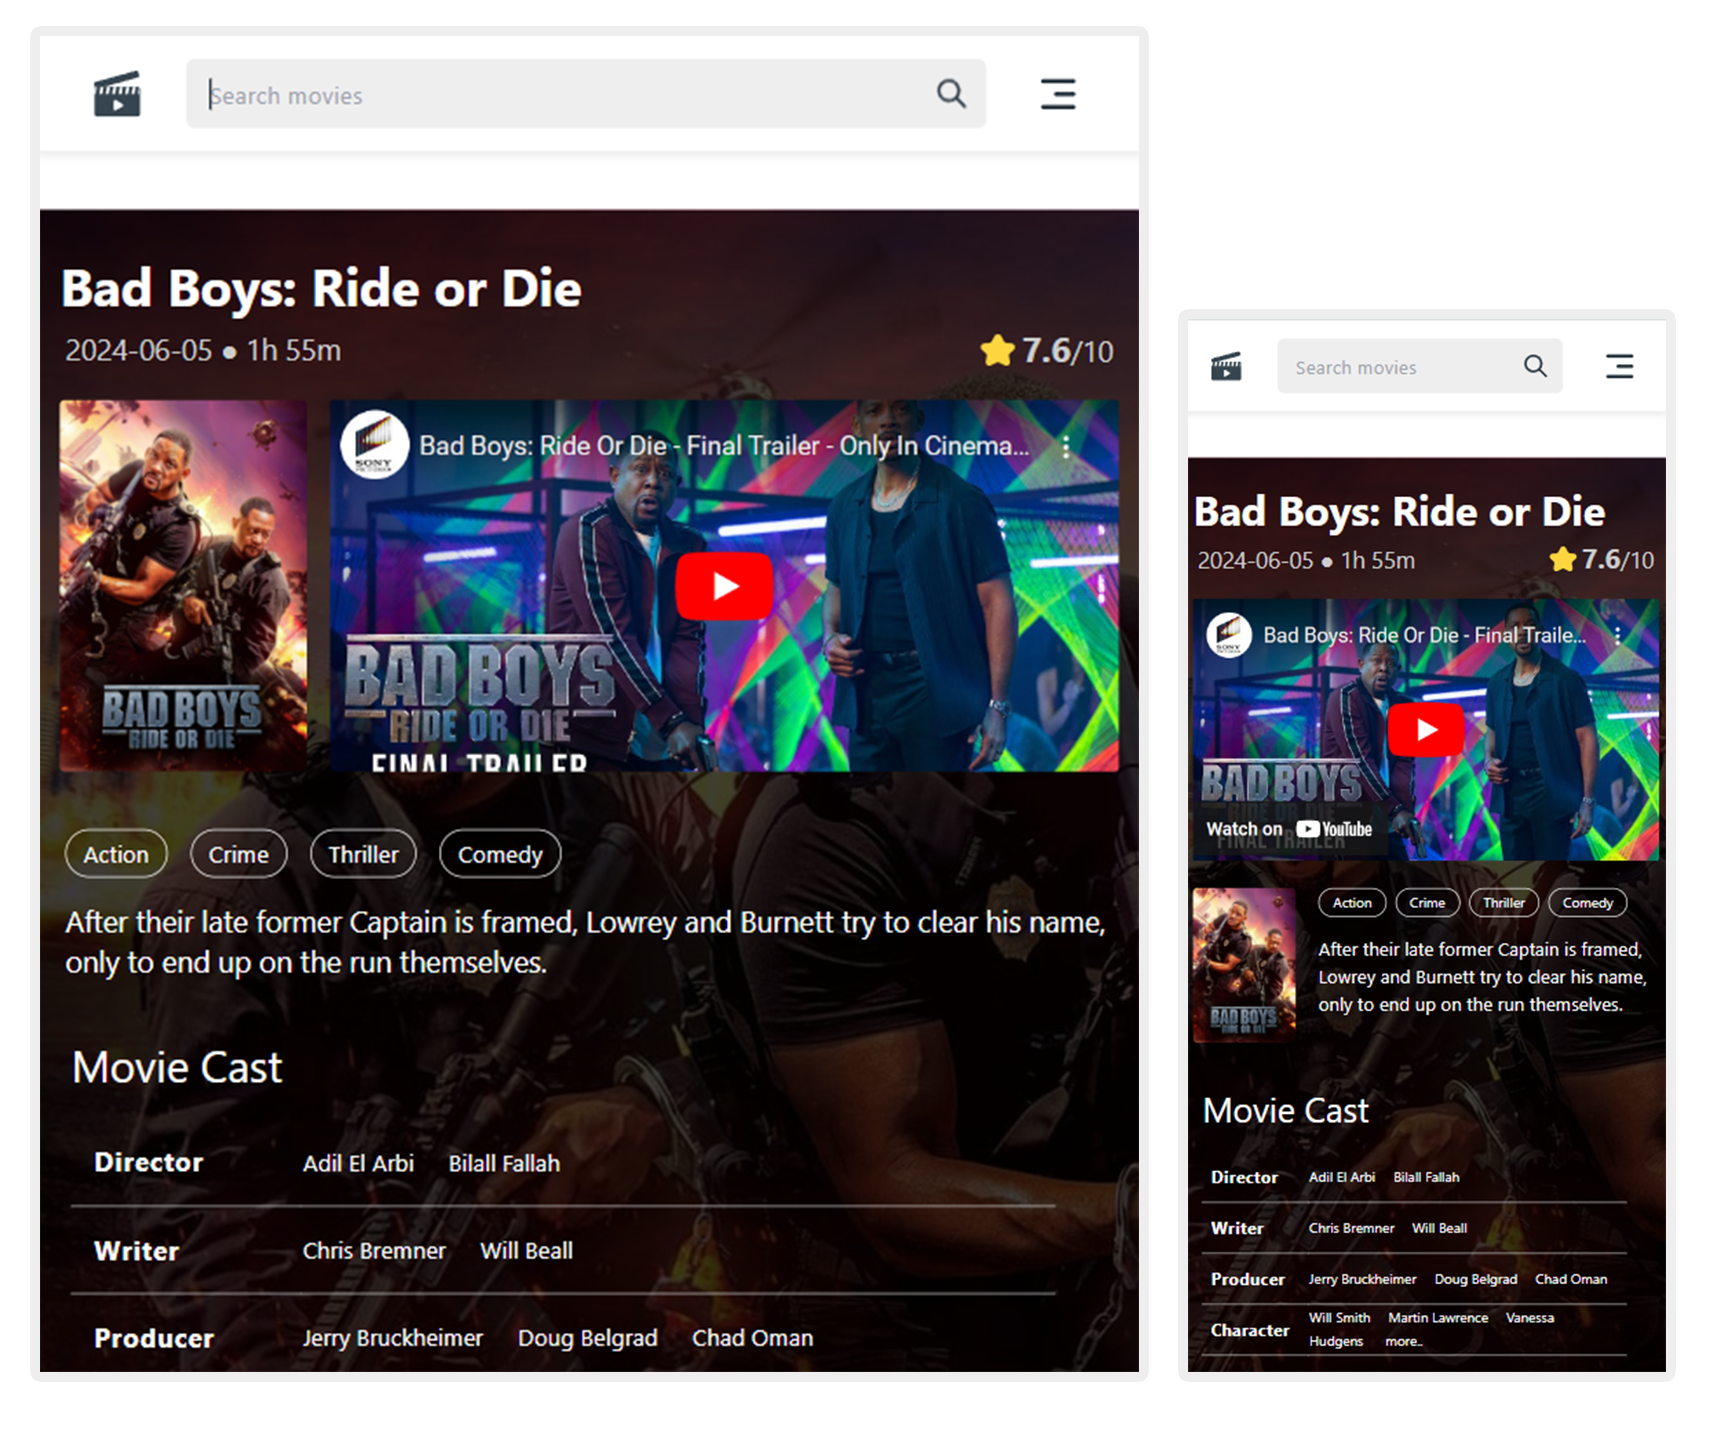 Search movies
Bad Boys: Ride or Die
2024-06-05 ● 1h 55m
7.6/10
BAD BOYS
RIDE OR DIE
SONY
Bad Boys: Ride Or Die - Final Trailer - Only In Cinema...
BAD BOYS
RIDE OR DIE
FINAL TRAILER
Action Crime Thriller Comedy
After their late former Captain is framed, Lowrey and Burnett try to clear his name,
only to end up on the run themselves.
Movie Cast
Director Adil El Arbi Bilall Fallah
Writer Chris Bremner Will Beall
Producer Jerry Bruckheimer Doug Belgrad Chad Oman
Search movies
Bad Boys: Ride or Die
2024-06-05 ● 1h 55m
7.6/10
SONY
Bad Boys: Ride Or Die - Final Traile...
BAD BOYS
RIDE OR DIE
Watch on YouTube
FINAL TRAILER
BAD BOYS
RIDE OR DIE
Action Crime Thriller Comedy
After their late former Captain is framed,
Lowrey and Burnett try to clear his name,
only to end up on the run themselves.
Movie Cast
Director Adil El Arbi Bilall Fallah
Writer Chris Bremner Will Beall
Producer Jerry Bruckheimer Doug Belgrad Chad Oman
Character Will Smith Martin Lawrence Vanessa
Hudgens more..